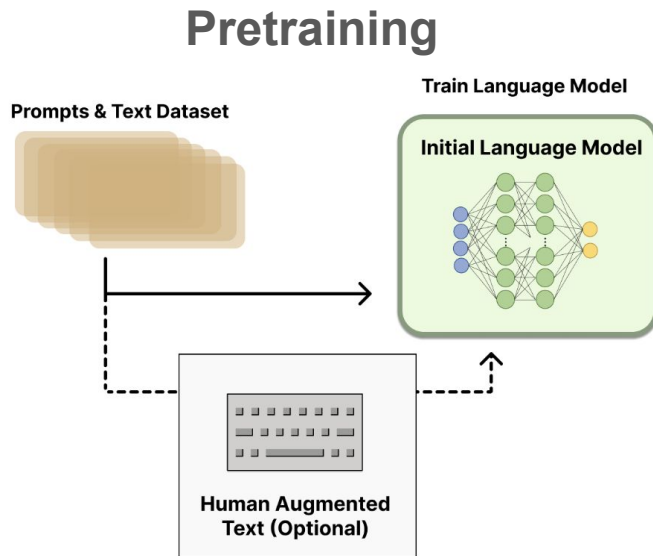 Pretraining
Prompts & Text Dataset
Train Language Model
Initial Language Model
Human Augmented
Text (Optional)